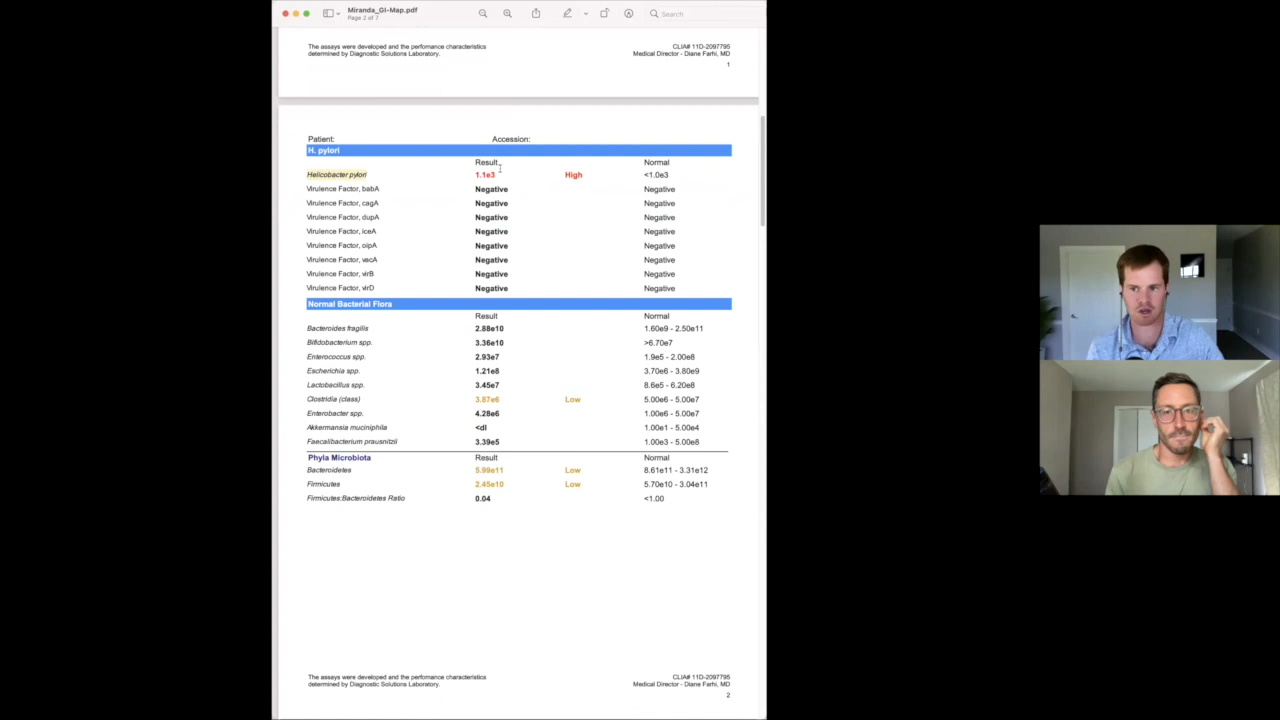 Miranda_GI-Map.pdf
Page 2 of 7
Search
The assays were developed and the perfomance characteristics
determined by Diagnostic Solutions Laboratory.
CLIA# 11D-2097795
Medical Director - Diane Farhi, MD
1
Patient: Accession:
H. pylori
Result Normal
Helicobacter pylori 1.1e3 High <1.0e3
Virulence Factor, babA Negative Negative
Virulence Factor, cagA Negative Negative
Virulence Factor, dupA Negative Negative
Virulence Factor, iceA Negative Negative
Virulence Factor, oipA Negative Negative
Virulence Factor, vacA Negative Negative
Virulence Factor, virB Negative Negative
Virulence Factor, virD Negative Negative
Normal Bacterial Flora
Result Normal
Bacteroides fragilis 2.88e10 1.60e9 - 2.50e11
Bifidobacterium spp. 3.36e10 >6.70e7
Enterococcus spp. 2.93e7 1.9e5 - 2.00e8
Escherichia spp. 1.21e8 3.70e6 - 3.80e9
Lactobacillus spp. 3.45e7 8.6e5 - 6.20e8
Clostridia (class) 3.87e6 Low 5.00e6 - 5.00e7
Enterobacter spp. 4.28e6 1.00e6 - 5.00e7
Akkermansia muciniphila <dl 1.00e1 - 5.00e4
Faecalibacterium prausnitzii 3.39e5 1.00e3 - 5.00e8
Phyla Microbiota Result Normal
Bacteroidetes 5.99e11 Low 8.61e11 - 3.31e12
Firmicutes 2.45e10 Low 5.70e10 - 3.04e11
Firmicutes:Bacteroidetes Ratio 0.04 <1.00
The assays were developed and the perfomance characteristics
determined by Diagnostic Solutions Laboratory.
CLIA# 11D-2097795
Medical Director - Diane Farhi, MD
2